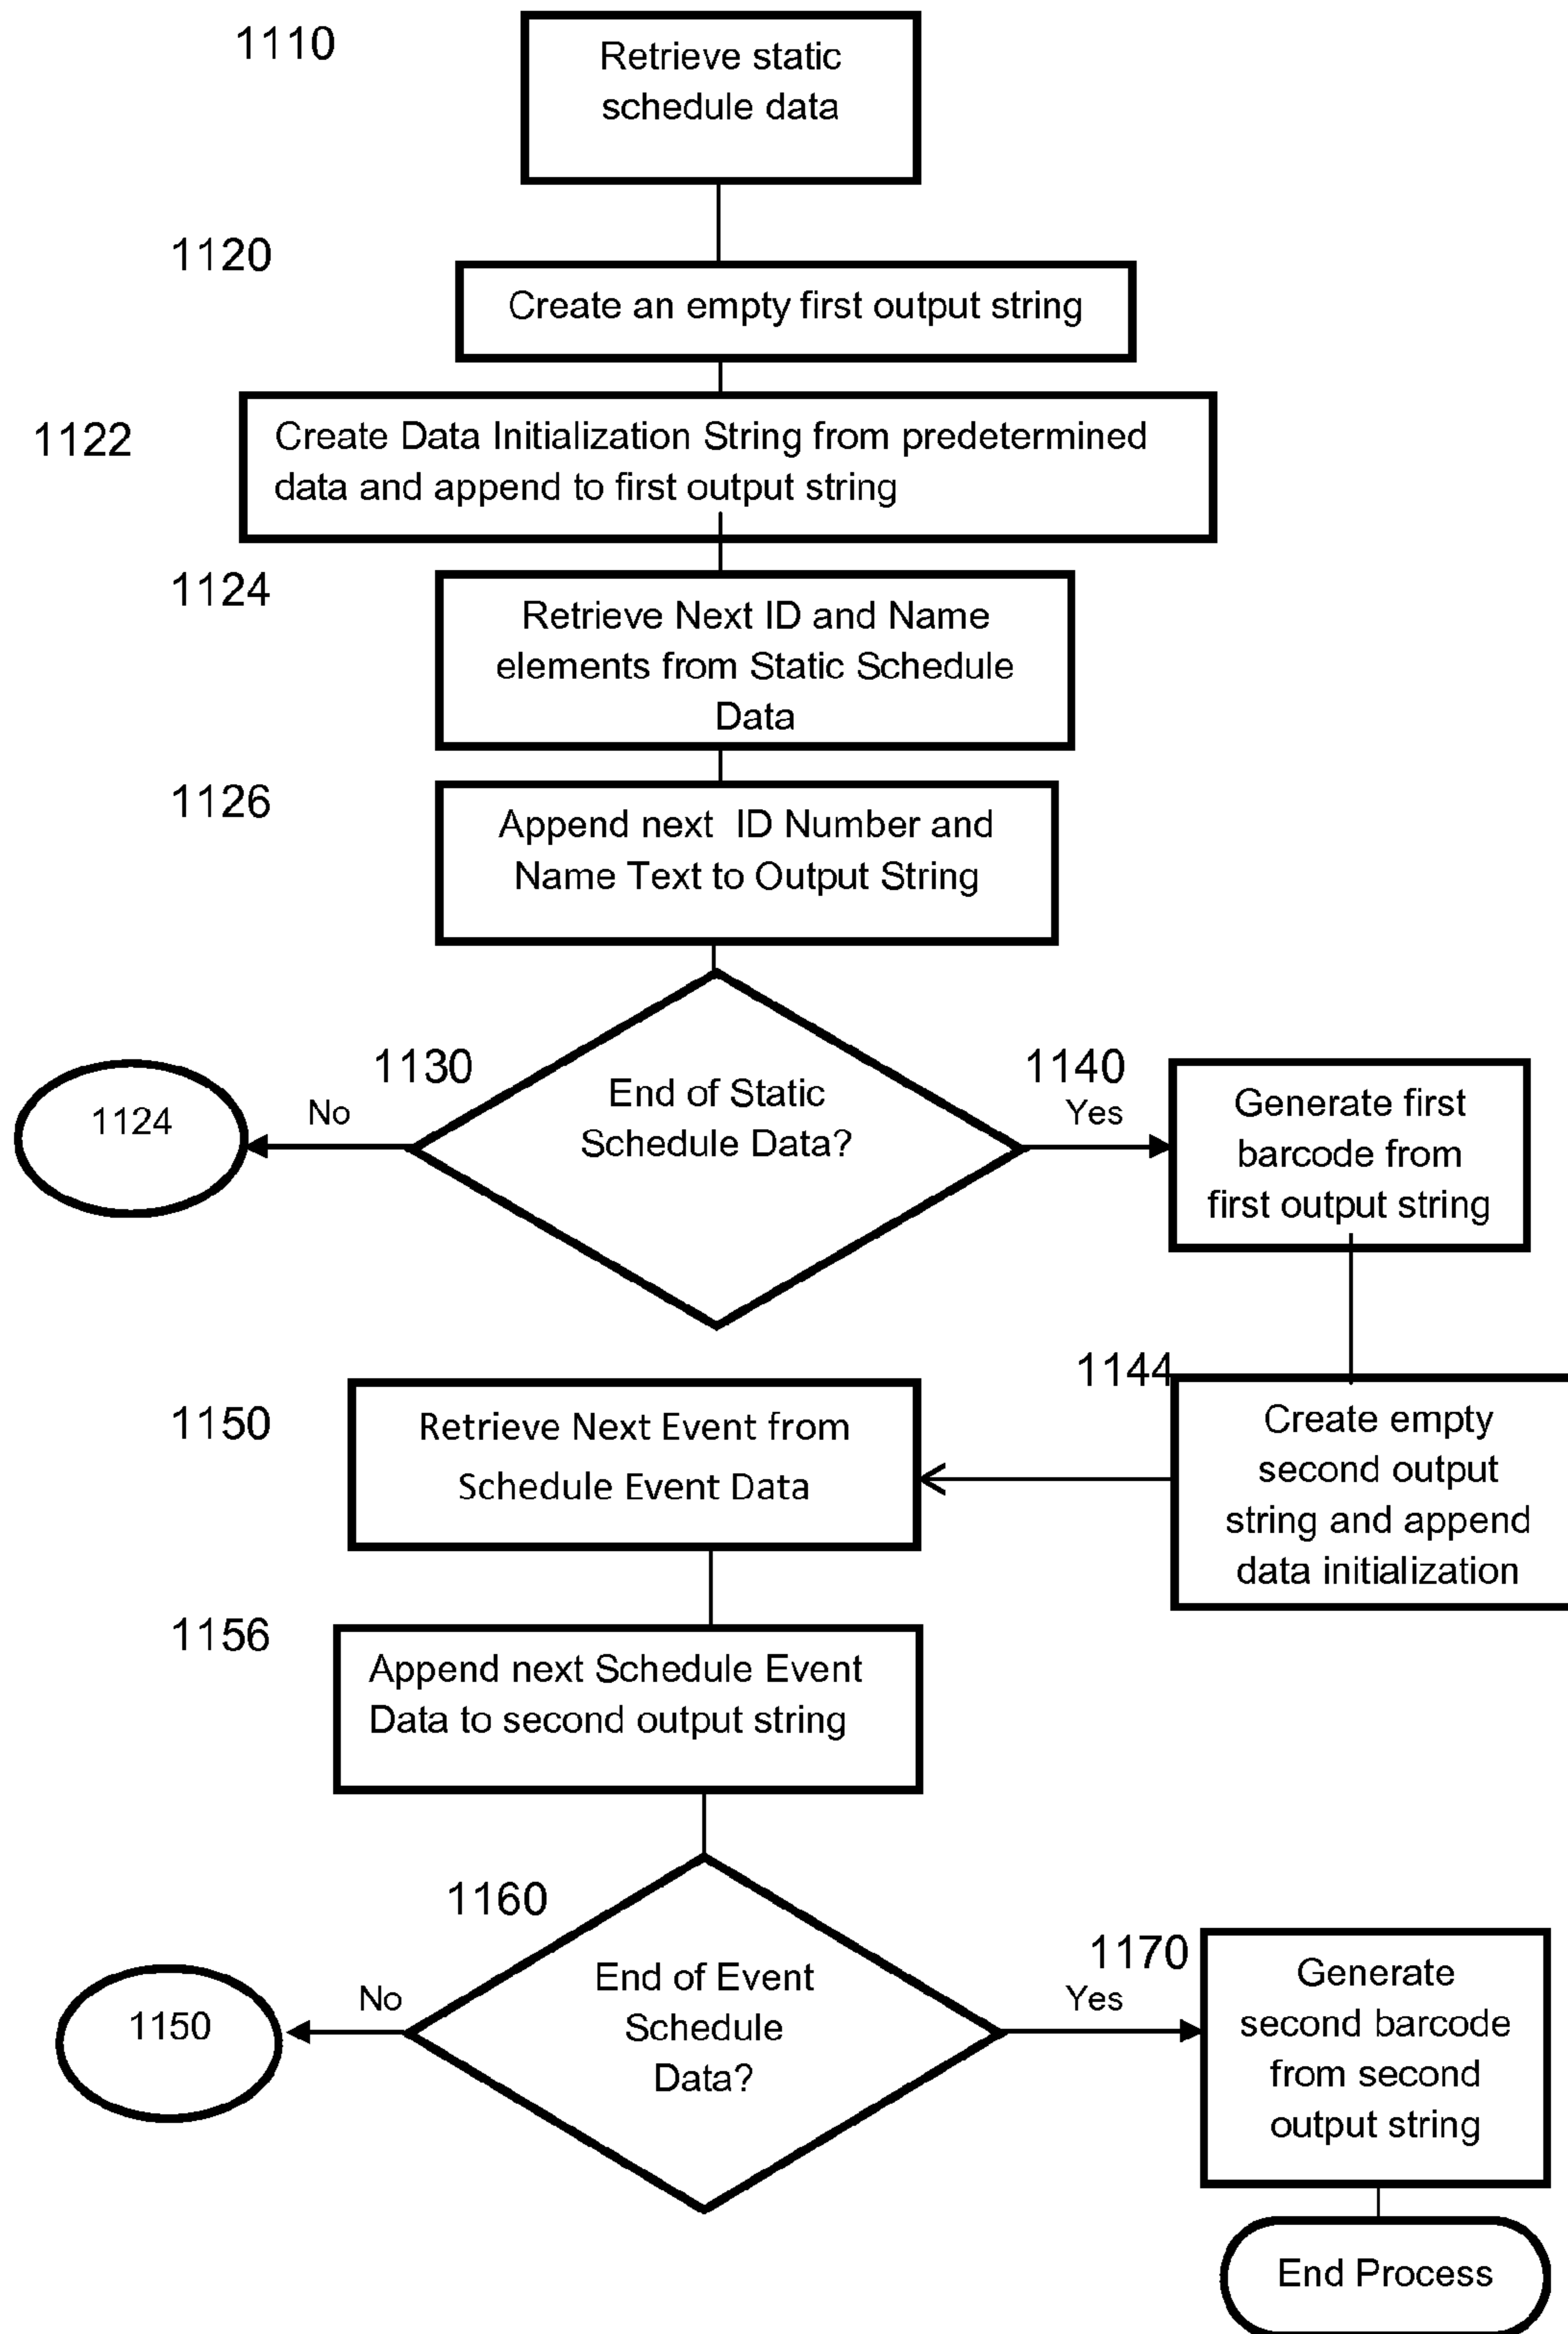 1110
Retrieve static
schedule data
1120
Create an empty first output string
1122
Create Data Initialization String from predetermined
data and append to first output string
1124
Retrieve Next ID and Name
elements from Static Schedule
Data
1126
Append next ID Number and
Name Text to Output String
1130
End of Static
Schedule Data?
No
1124
1140
Yes
Generate first
barcode from
first output string
1144
Create empty
second output
string and append
data initialization
1150
Retrieve Next Event from
Schedule Event Data
1156
Append next Schedule Event
Data to second output string
1160
End of Event
Schedule
Data?
No
1150
1170
Yes
Generate
second barcode
from second
output string
End Process